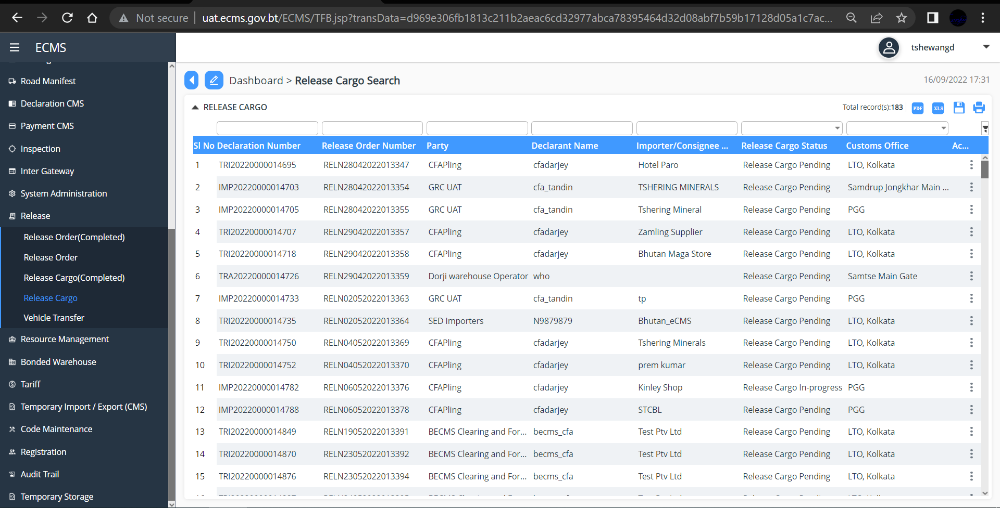 Not secure | uat.ecms.gov.bt/ECMS/TFB.jsp?transData=d969e306fb1813c211b2aeac6cd32977abca78395464d32d08abf7b59b17128d05a1c7ac...
ECMS
tshewangd
Road Manifest
Declaration CMS
Payment CMS
Inspection
Inter Gateway
System Administration
Release
Release Order(Completed)
Release Order
Release Cargo(Completed)
Release Cargo
Vehicle Transfer
Resource Management
Bonded Warehouse
Tariff
Temporary Import / Export (CMS)
Code Maintenance
Registration
Audit Trail
Temporary Storage
Dashboard > Release Cargo Search
16/09/2022 17:31
RELEASE CARGO
Total record(s):183 PDF XLS
Sl No Declaration Number Release Order Number Party Declarant Name Importer/Consignee ... Release Cargo Status Customs Office Ac...
1 TRI20220000014695 RELN28042022013347 CFAPling cfadarjey Hotel Paro Release Cargo Pending LTO, Kolkata
2 IMP20220000014703 RELN28042022013354 GRC UAT cfa_tandin TSHERING MINERALS Release Cargo Pending Samdrup Jongkhar Main ...
3 IMP20220000014705 RELN28042022013355 GRC UAT cfa_tandin Tshering Mineral Release Cargo Pending PGG
4 TRI20220000014707 RELN29042022013357 CFAPling cfadarjey Zamling Supplier Release Cargo Pending LTO, Kolkata
5 TRI20220000014718 RELN29042022013358 CFAPling cfadarjey Bhutan Maga Store Release Cargo Pending LTO, Kolkata
6 TRA20220000014726 RELN29042022013359 Dorji warehouse Operator who Release Cargo Pending Samtse Main Gate
7 IMP20220000014733 RELN02052022013363 GRC UAT cfa_tandin tp Release Cargo Pending PGG
8 TRI20220000014735 RELN02052022013364 SED Importers N9879879 Bhutan_eCMS Release Cargo Pending LTO, Kolkata
9 TRI20220000014750 RELN04052022013369 CFAPling cfadarjey Tshering Minerals Release Cargo Pending LTO, Kolkata
10 TRI20220000014752 RELN04052022013370 CFAPling cfadarjey prem kumar Release Cargo Pending LTO, Kolkata
11 IMP20220000014782 RELN06052022013376 CFAPling cfadarjey Kinley Shop Release Cargo In-progress PGG
12 IMP20220000014788 RELN06052022013378 CFAPling cfadarjey STCBL Release Cargo Pending PGG
13 TRI20220000014849 RELN19052022013391 BECMS Clearing and For... becms_cfa Test Ptv Ltd Release Cargo Pending LTO, Kolkata
14 TRI20220000014870 RELN23052022013392 BECMS Clearing and For... becms_cfa Test Ptv Ltd Release Cargo Pending LTO, Kolkata
15 TRI20220000014876 RELN23052022013394 BECMS Clearing and For... becms_cfa Test Ptv Ltd Release Cargo Pending LTO, Kolkata